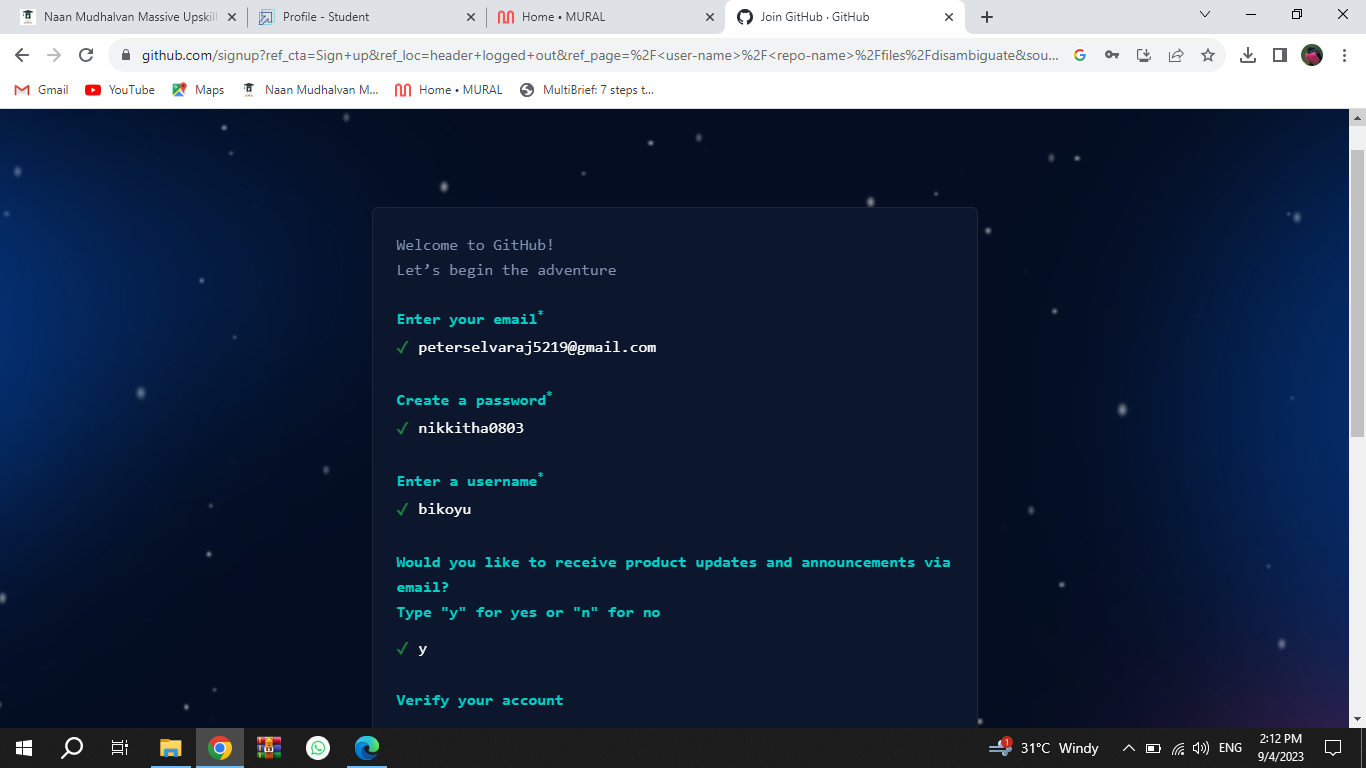 Naan Mudhalvan Massive Upskill
Profile - Student
Home • MURAL
Join GitHub · GitHub
github.com/signup?ref_cta=Sign+up&ref_loc=header+logged+out&ref_page=%2F<user-name>%2F<repo-name>%2Ffiles%2Fdisambiguate&sou...
Gmail
YouTube
Maps
Naan Mudhalvan M...
Home • MURAL
MultiBrief: 7 steps t...
Welcome to GitHub!
Let’s begin the adventure
Enter your email*
✓ peterselvaraj5219@gmail.com
Create a password*
✓ nikkitha0803
Enter a username*
✓ bikoyu
Would you like to receive product updates and announcements via
email?
Type "y" for yes or "n" for no
✓ y
Verify your account
1
31°C Windy
ENG
2:12 PM
9/4/2023